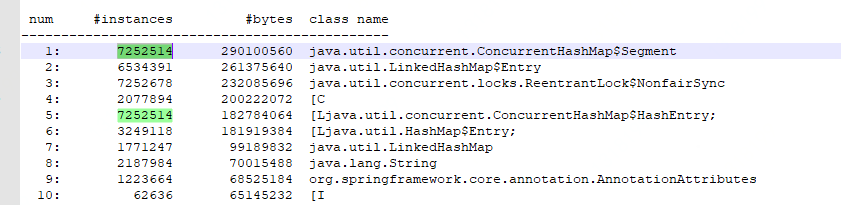 num #instances #bytes class name
----------------------------------------------
1: 7252514 290100560 java.util.concurrent.ConcurrentHashMap$Segment
2: 6534391 261375640 java.util.LinkedHashMap$Entry
3: 7252678 232085696 java.util.concurrent.locks.ReentrantLock$NonfairSync
4: 2077894 200222072 [C
5: 7252514 182784064 [Ljava.util.concurrent.ConcurrentHashMap$HashEntry;
6: 3249118 181919384 [Ljava.util.HashMap$Entry;
7: 1771247 99189832 java.util.LinkedHashMap
8: 2187984 70015488 java.lang.String
9: 1223664 68525184 org.springframework.core.annotation.AnnotationAttributes
10: 62636 65145232 [I